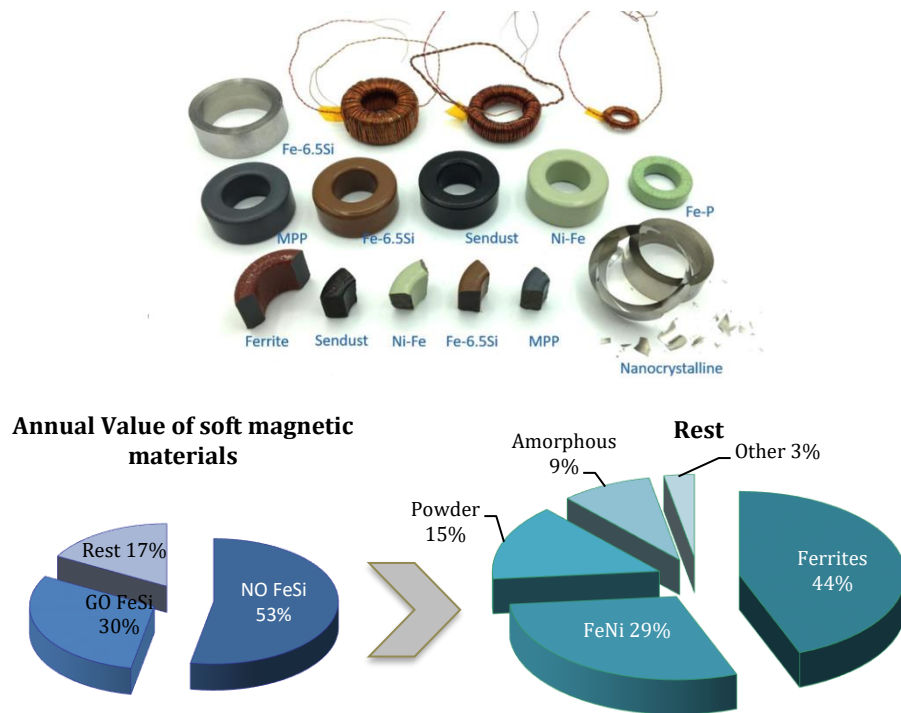 Fe-6.5Si
MPP
Fe-6.5Si
Sendust
Ni-Fe
Fe-P
Ferrite
Sendust
Ni-Fe
Fe-6.5Si
MPP
Nanocrystalline
Annual Value of soft magnetic
materials
Rest 17%
GO FeSi
30%
NO FeSi
53%
Rest
Amorphous
9%
Other 3%
Powder
15%
Ferrites
44%
FeNi 29%